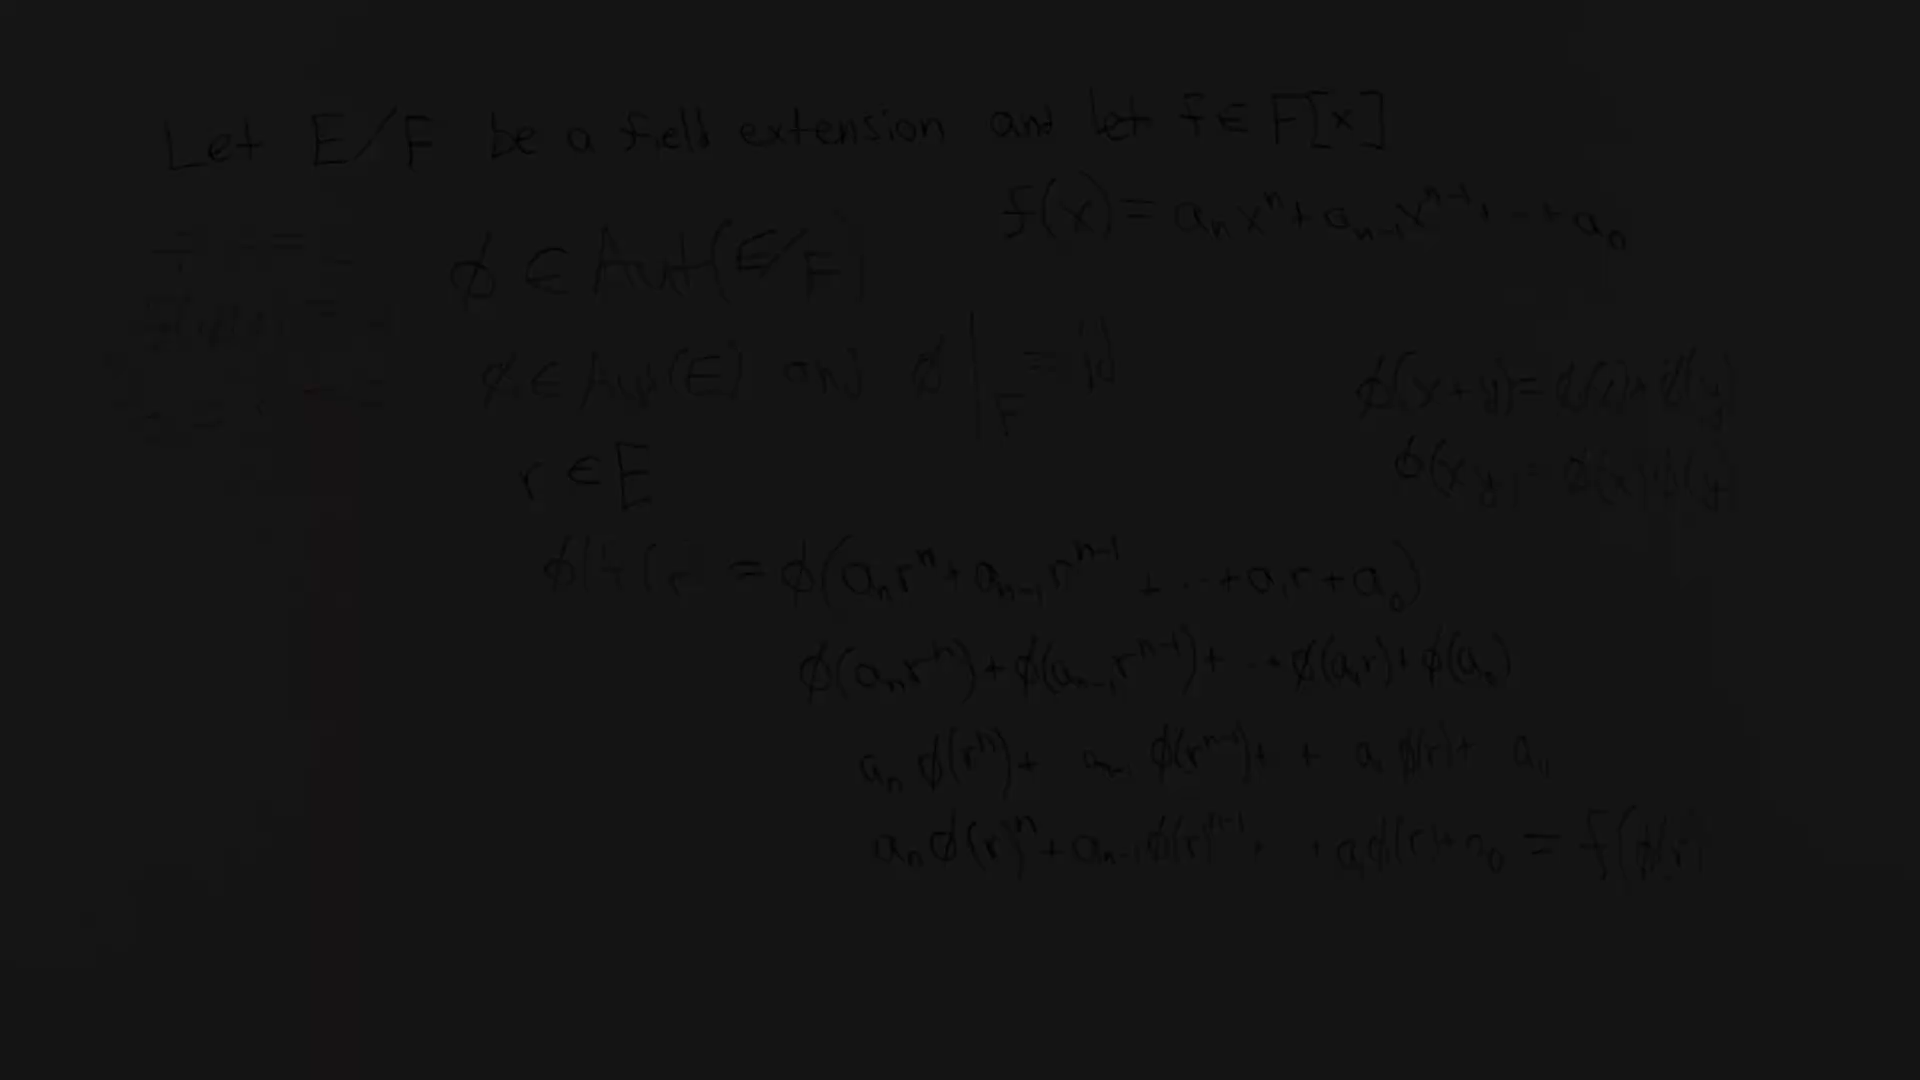 Let E/F be a field extension and let f ∈ F[x]
f(x) = aₙxⁿ + aₙ₋₁xⁿ⁻¹ + ... + aₙ
ϕ ∈ Aut(E/F)
ϕ ∈ Aut(E) and ϕ|_F = id
ϕ(x + y) = ϕ(x) + ϕ(y)
ϕ(xy) = ϕ(x)ϕ(y)
r ∈ E
ϕ(f(r = ϕ(aₙrⁿ + aₙ₋₁rⁿ⁻¹ + ... + a₁r + a₀)
ϕ(aₙrⁿ) + ϕ(aₙ₋₁rⁿ⁻¹) + ... ϕ(a₁r) + ϕ(a₀)
aₙϕ(rⁿ) + aₙ₋₁ϕ(rⁿ⁻¹) + + a₁ϕ(r) + a₀
aₙϕ(r)ⁿ + aₙ₋₁ϕ(r)ⁿ⁻¹ + ... a₁ϕ(r) + a₀ = f(ϕ(r)